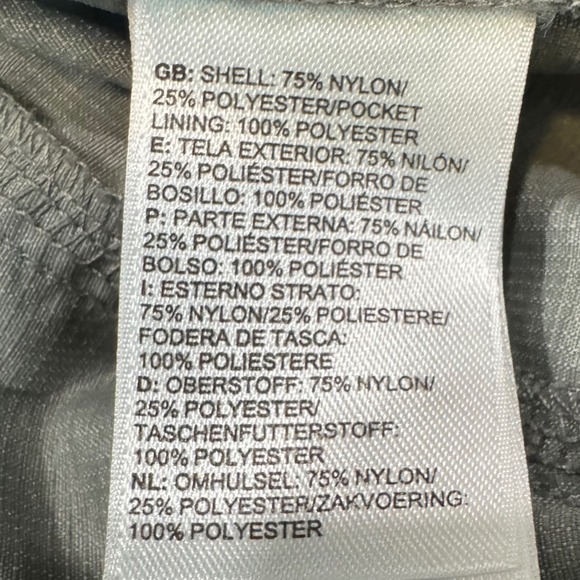 GB: SHELL: 75% NYLON/
25% POLYESTER/POCKET
LINING: 100% POLYESTER
E: TELA EXTERIOR: 75% NILÓN/
25% POLIÉSTER/FORRO DE
BOSILLO: 100% POLIÉSTER
P: PARTE EXTERNA: 75% NÁILON/
25% POLIÉSTER/FORRO DE
BOLSO: 100% POLIÉSTER
I: ESTERNO STRATO:
75% NYLON/25% POLIESTERE/
FODERA DE TASCA:
100% POLIESTERE
D: OBERSTOFF: 75% NYLON/
25% POLYESTER/
TASCHENFUTTERSTOFF:
100% POLYESTER
NL: OMHULSEL: 75% NYLON/
25% POLYESTER/ZAKVOERING:
100% POLYESTER